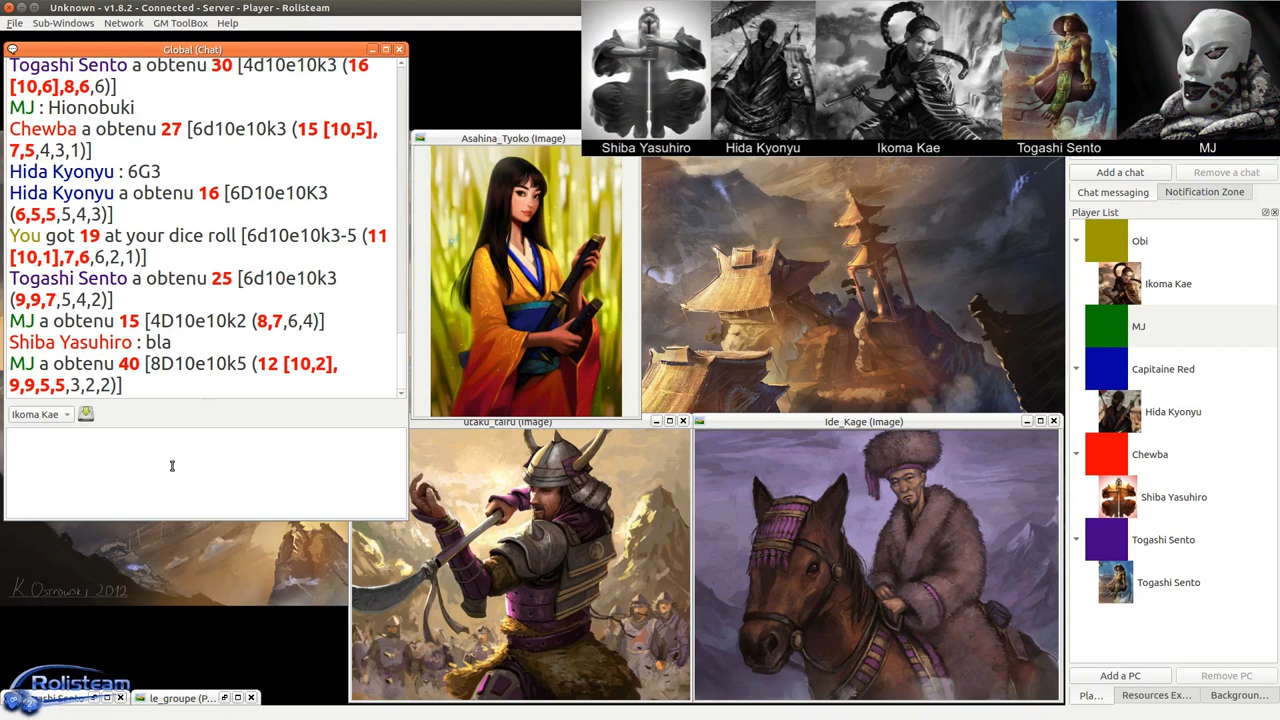 Unknown - v1.8.2 - Connected - Server - Player - Rolisteam
File Sub-Windows Network GM ToolBox Help
Global (Chat)
Togashi Sento a obtenu 30 [4d10e10k3 (16
[10,6],8,6,6)]
MJ : Hionobuki
Chewba a obtenu 27 [6d10e10k3 (15 [10,5],
7,5,4,3,1)]
Hida Kyonyu : 6G3
Hida Kyonyu a obtenu 16 [6D10e10K3
(6,5,5,5,4,3)]
You got 19 at your dice roll [6d10e10k3-5 (11
[10,1],7,6,6,2,1)]
Togashi Sento a obtenu 25 [6d10e10k3
(9,9,7,5,4,2)]
MJ a obtenu 15 [4D10e10k2 (8,7,6,4)]
Shiba Yasuhiro : bla
MJ a obtenu 40 [8D10e10k5 (12 [10,2],
9,9,5,5,3,2,2)]
Ikoma Kae
Asahina_Tyoko (Image)
Shiba Yasuhiro
Hida Kyonyu
Ikoma Kae
Togashi Sento
MJ
utaku_tairu (Image)
Ide_Kage (Image)
Add a chat
Remove a chat
Chat messaging
Notification Zone
Player List
Obi
Ikoma Kae
MJ
Capitaine Red
Hida Kyonyu
Chewba
Shiba Yasuhiro
Togashi Sento
Togashi Sento
Add a PC
Remove PC
Pla...
Resources Ex...
Backgroun...
K Ostrowski 2012
Rolisteam
Sento
le_groupe (P...